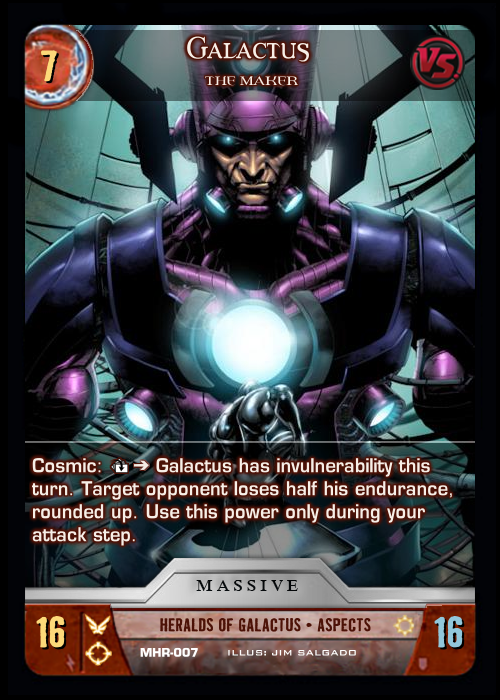 7
GALACTUS
THE MAKER
VS
Cosmic: ➔ Galactus has invulnerability this
turn. Target opponent loses half his endurance,
rounded up. Use this power only during your
attack step.
MASSIVE
16
HERALDS OF GALACTUS • ASPECTS
16
MHR-007 ILLUS: JIM SALGADO